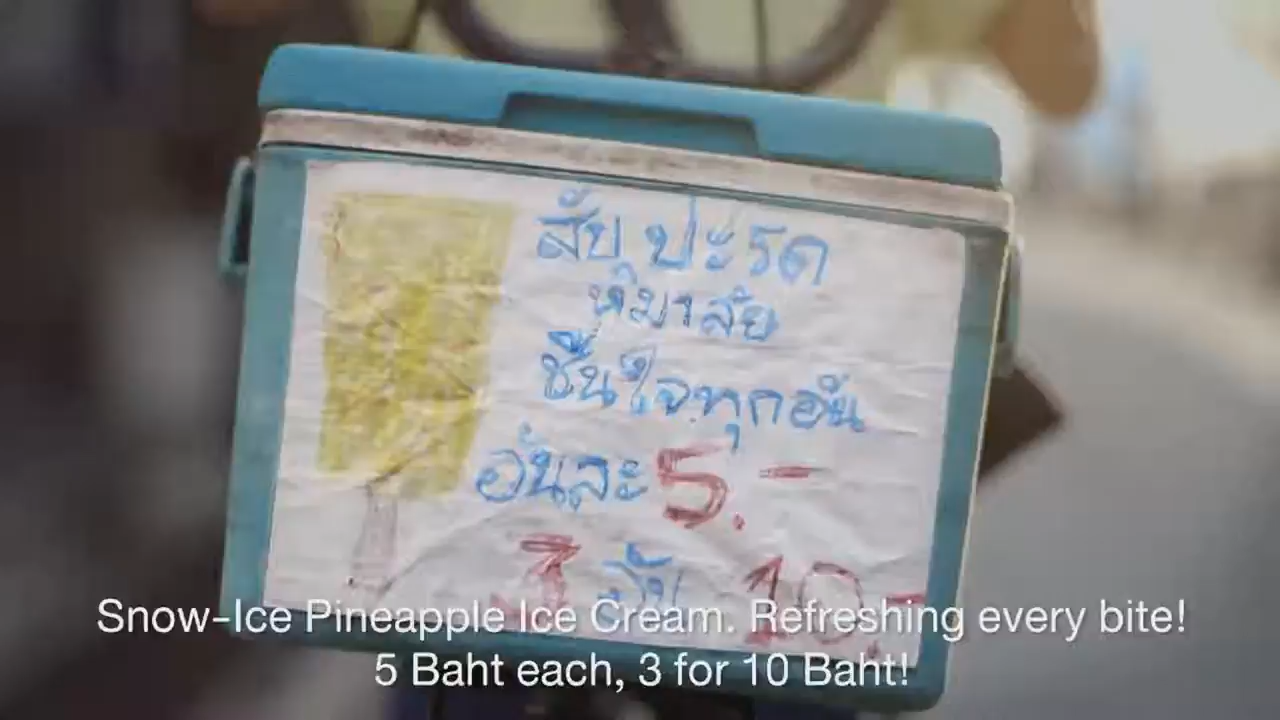 สับปะรด
หิมาลัย
ชื่นใจทุกอัน
อันละ 5.-
3 อัน 10.-
Snow-Ice Pineapple Ice Cream. Refreshing every bite!
5 Baht each, 3 for 10 Baht!